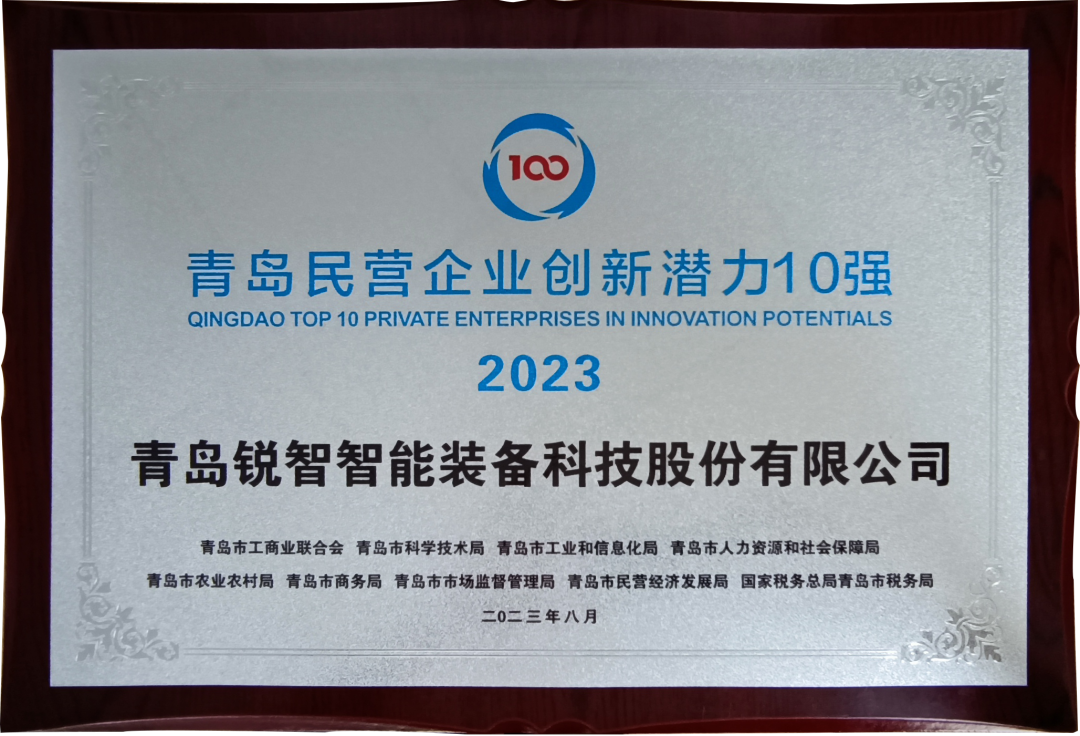 100
青岛民营企业创新潜力10强
QINGDAO TOP 10 PRIVATE ENTERPRISES IN INNOVATION POTENTIALS
2023
青岛锐智智能装备科技股份有限公司
青岛市工商业联合会 青岛市科学技术局 青岛市工业和信息化局 青岛市人力资源和社会保障局
青岛市农业农村局 青岛市商务局 青岛市市场监督管理局 青岛市民营经济发展局 国家税务总局青岛市税务局
二0二三年八月